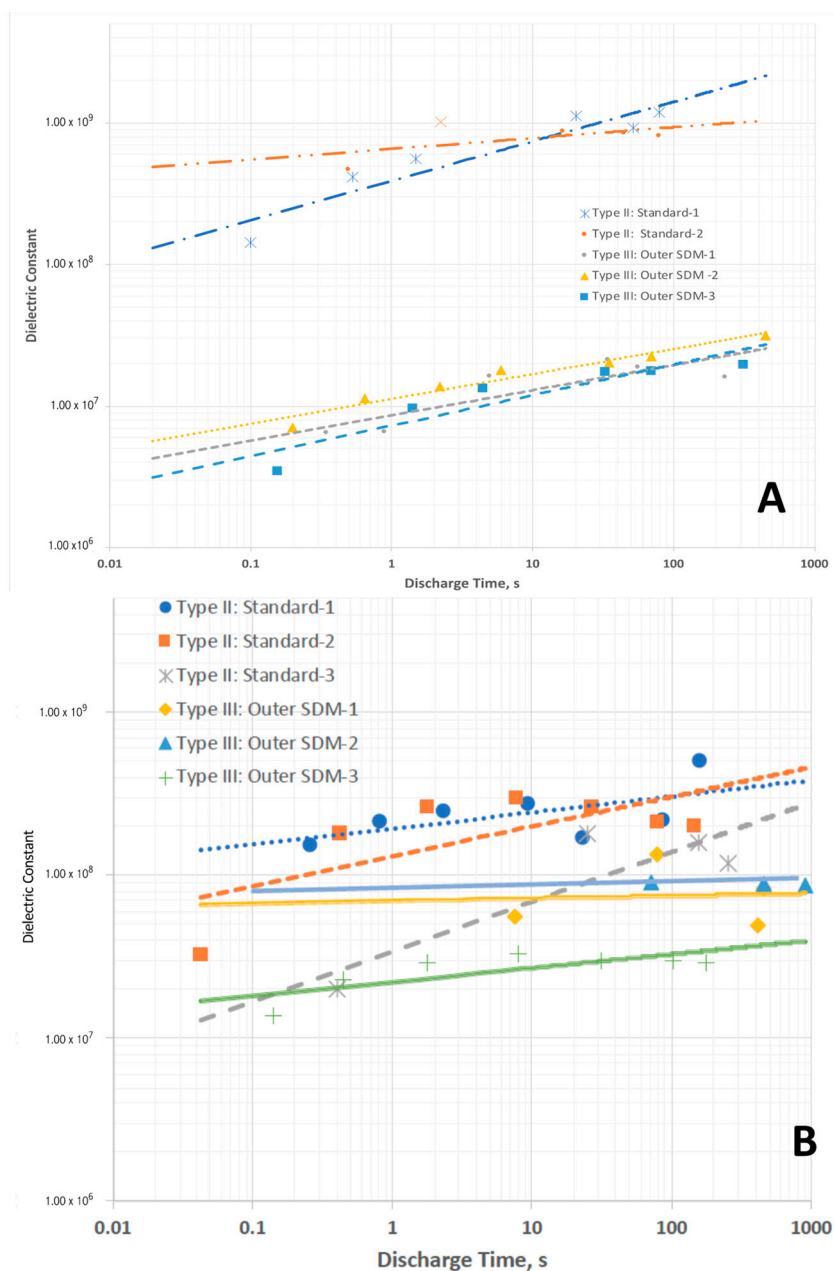 1.00 x 10⁹
Type II: Standard-1
Type II: Standard-2
1.00 x 10⁸
Type III: Outer SDM-1
Type III: Outer SDM -2
Type III: Outer SDM-3
Dielectric Constant
1.00 x 10⁷
A
1.00 x 10⁶
0.01 0.1 1 10 100 1000
Discharge Time, s
Type II: Standard-1
Type II: Standard-2
Type II: Standard-3
1.00 x 10⁹
Type III: Outer SDM-1
Type III: Outer SDM-2
Type III: Outer SDM-3
Dielectric Constant
1.00 x 10⁸
1.00 x 10⁷
B
1.00 x 10⁶
0.01 0.1 1 10 100 1000
Discharge Time, s